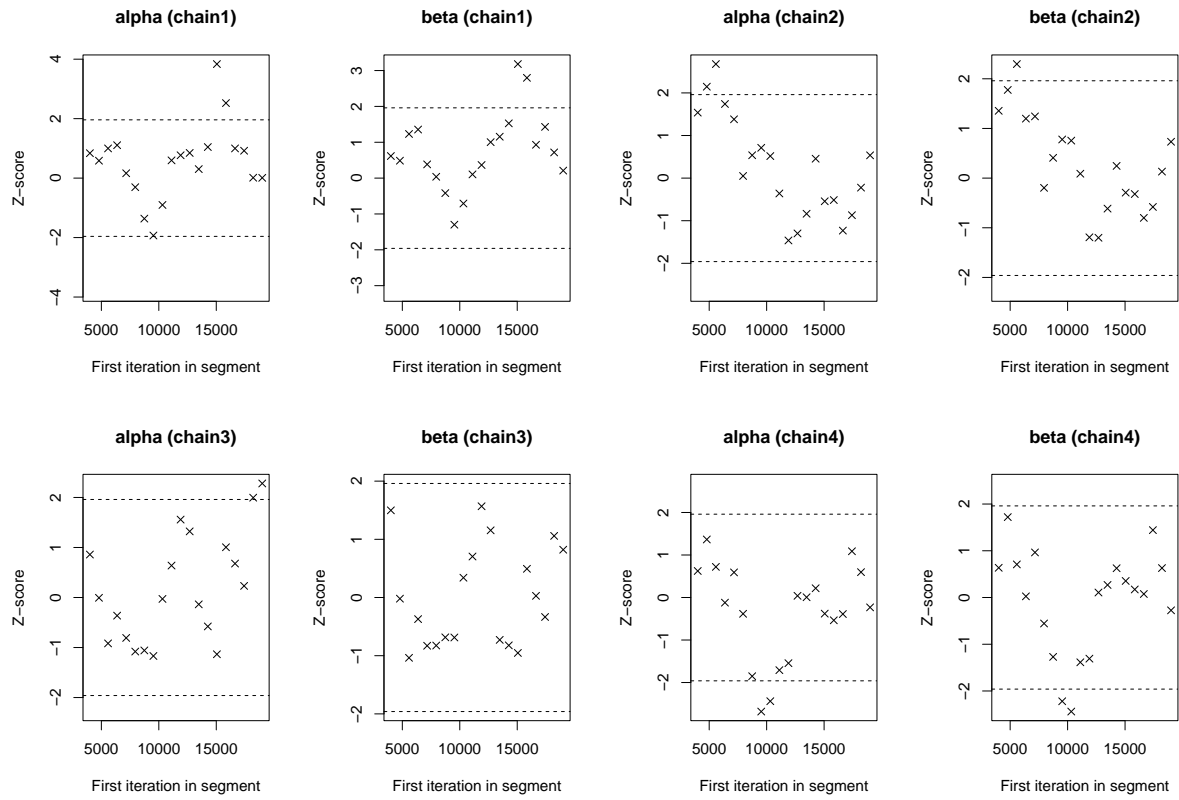 alpha (chain1)
Z−score
4
2
0
−2
−4
5000 10000 15000
First iteration in segment
beta (chain1)
Z−score
3
2
1
0
−1
−2
−3
5000 10000 15000
First iteration in segment
alpha (chain2)
Z−score
2
1
0
−1
−2
5000 10000 15000
First iteration in segment
beta (chain2)
Z−score
2
1
0
−1
−2
5000 10000 15000
First iteration in segment
alpha (chain3)
Z−score
2
1
0
−1
−2
5000 10000 15000
First iteration in segment
beta (chain3)
Z−score
2
1
0
−1
−2
5000 10000 15000
First iteration in segment
alpha (chain4)
Z−score
2
1
0
−1
−2
5000 10000 15000
First iteration in segment
beta (chain4)
Z−score
2
1
0
−1
−2
5000 10000 15000
First iteration in segment